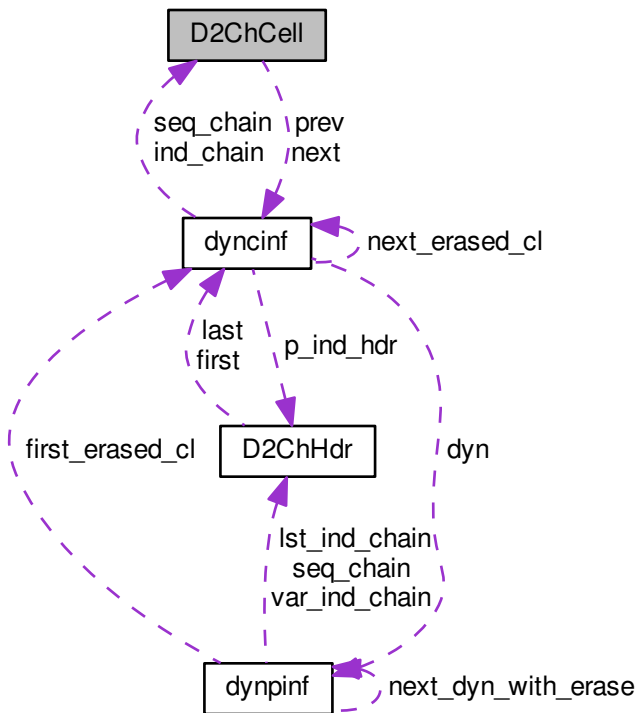 D2ChCell
seq_chain
ind_chain
prev
next
dyncinf
next_erased_cl
last
first
p_ind_hdr
first_erased_cl
D2ChHdr
dyn
lst_ind_chain
seq_chain
var_ind_chain
dynpinf
next_dyn_with_erase